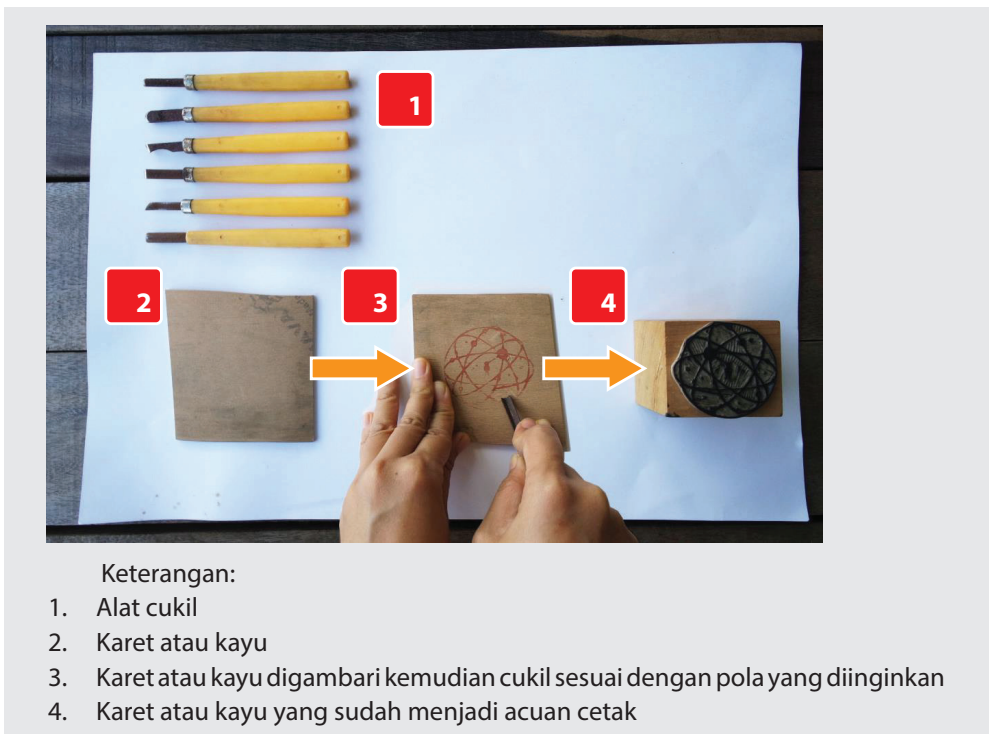 1
2
3
4
Keterangan:
1. Alat cukil
2. Karet atau kayu
3. Karet atau kayu digambari kemudian cukil sesuai dengan pola yang diinginkan
4. Karet atau kayu yang sudah menjadi acuan cetak